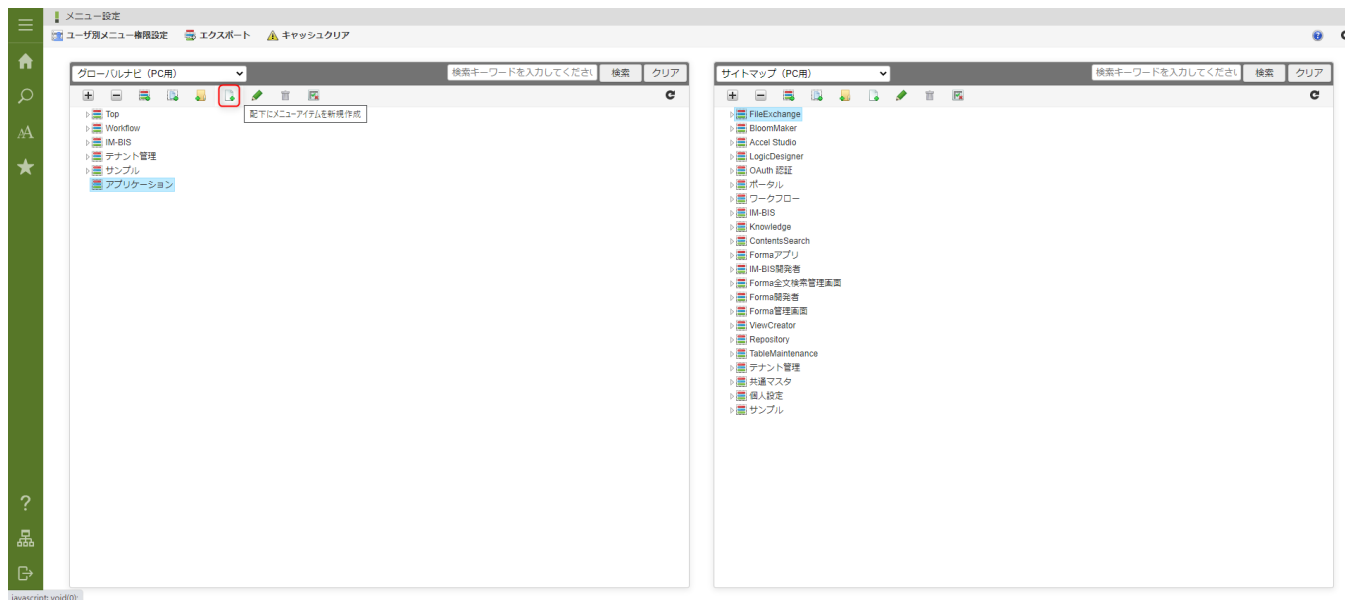 メニュー設定
ユーザ別メニュー権限設定 エクスポート キャッシュクリア
グローバルナビ（PC用） 検索キーワードを入力してください 検索 クリア
配下にメニューアイテムを新規作成
Top
Workflow
IM-BIS
テナント管理
サンプル
アプリケーション
サイトマップ（PC用） 検索キーワードを入力してください 検索 クリア
FileExchange
BloomMaker
Accel Studio
LogicDesigner
OAuth 認証
ポータル
ワークフロー
IM-BIS
Knowledge
ContentsSearch
Formaアプリ
IM-BIS開発者
Forma全文検索管理画面
Forma開発者
Forma管理画面
ViewCreator
Repository
TableMaintenance
テナント管理
共通マスタ
個人設定
サンプル
javascript: void(0);